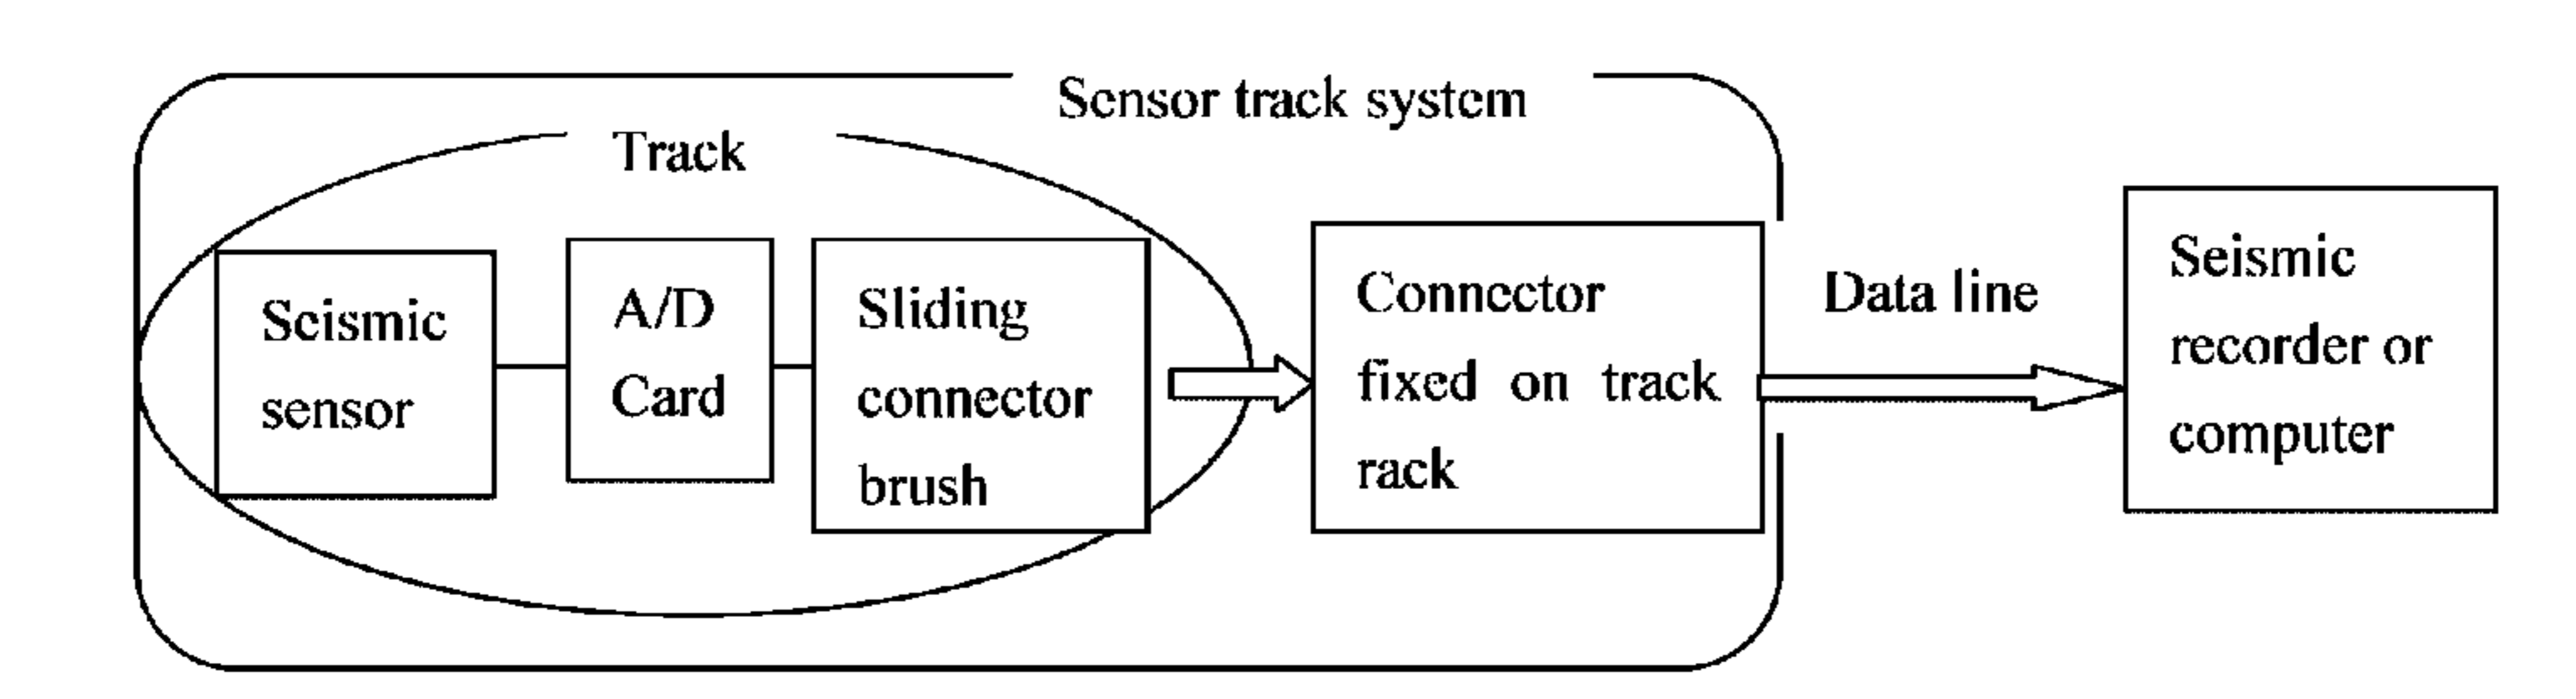 Sensor track system
Track
Seismic
sensor
A/D
Card
Sliding
connector
brush
Connector
fixed on track
rack
Data line
Seismic
recorder or
computer